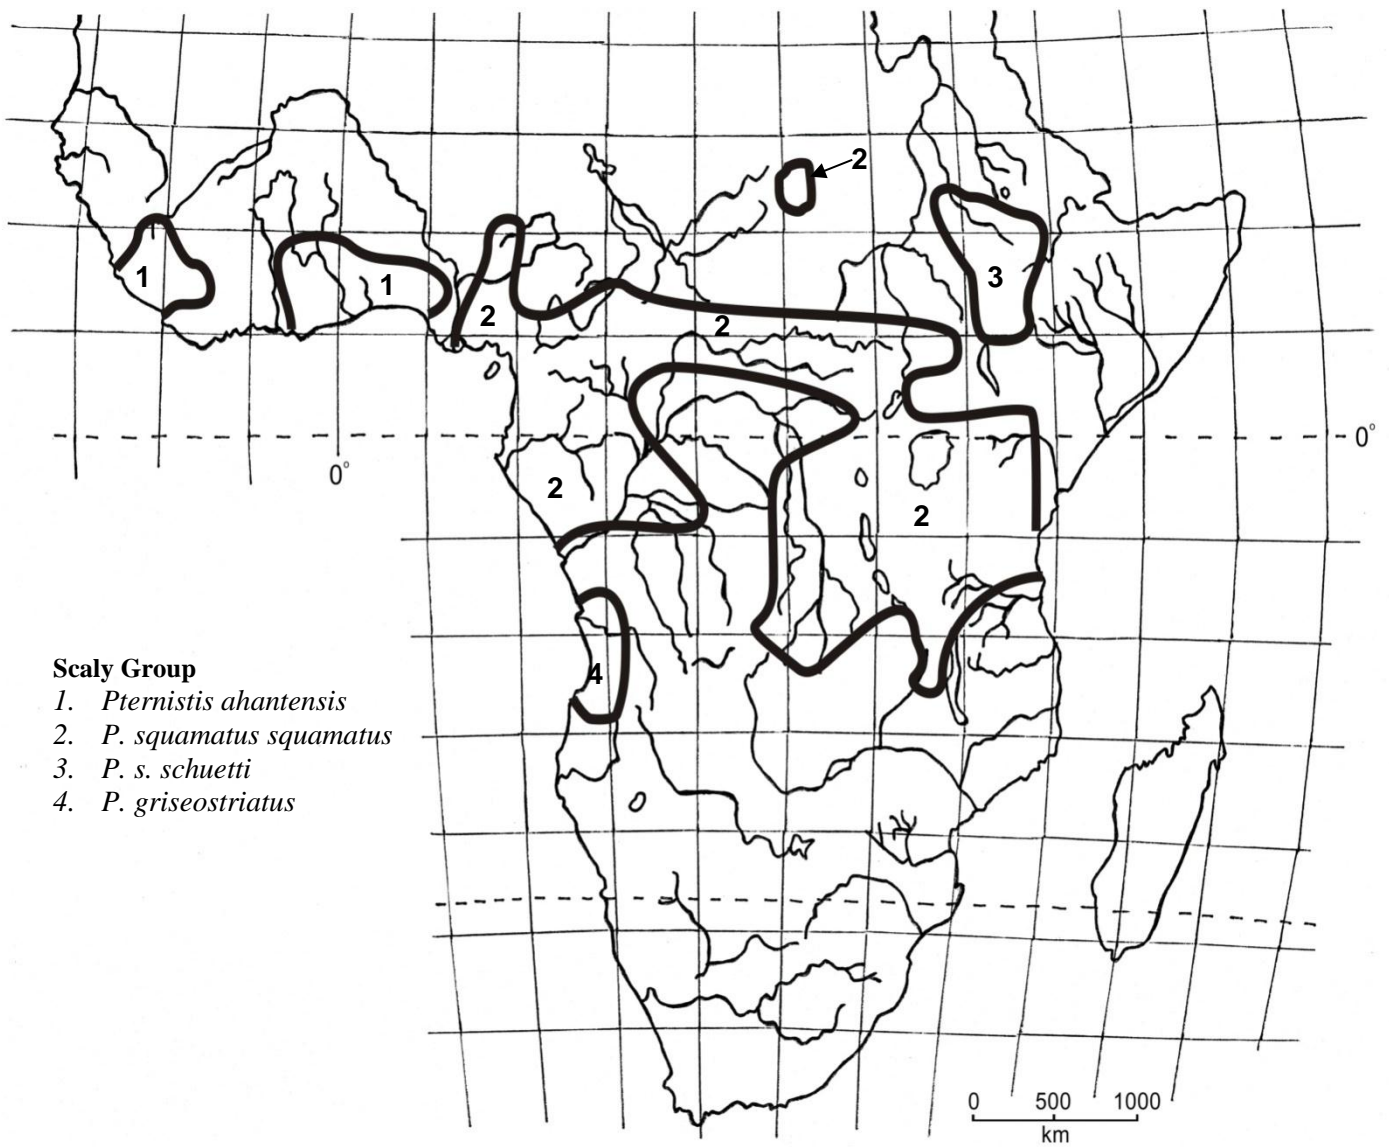 2
1
1
3
2
2
0°
0°
2
2
4
Scaly Group
1. Pternistis ahantensis
2. P. squamatus squamatus
3. P. s. schuetti
4. P. griseostriatus
0 500 1000
km